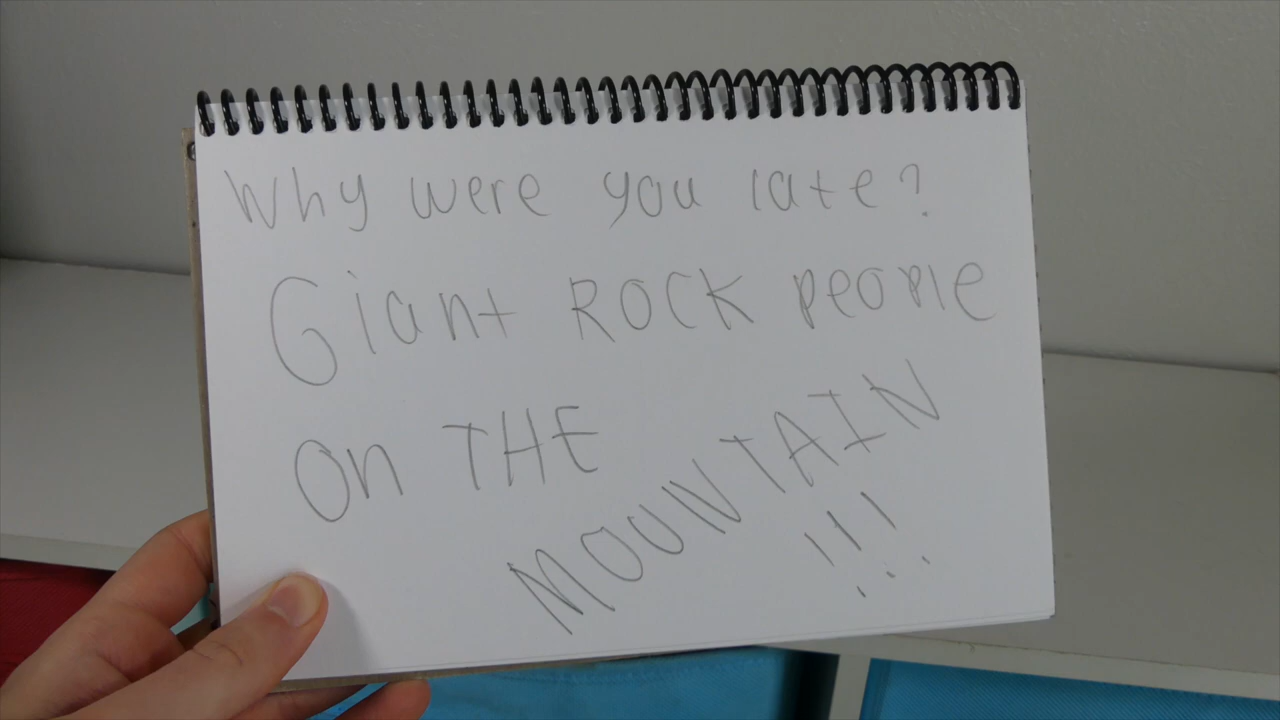 Why were you late?
Giant ROCK people
On THE
MOUNTAIN
!!!